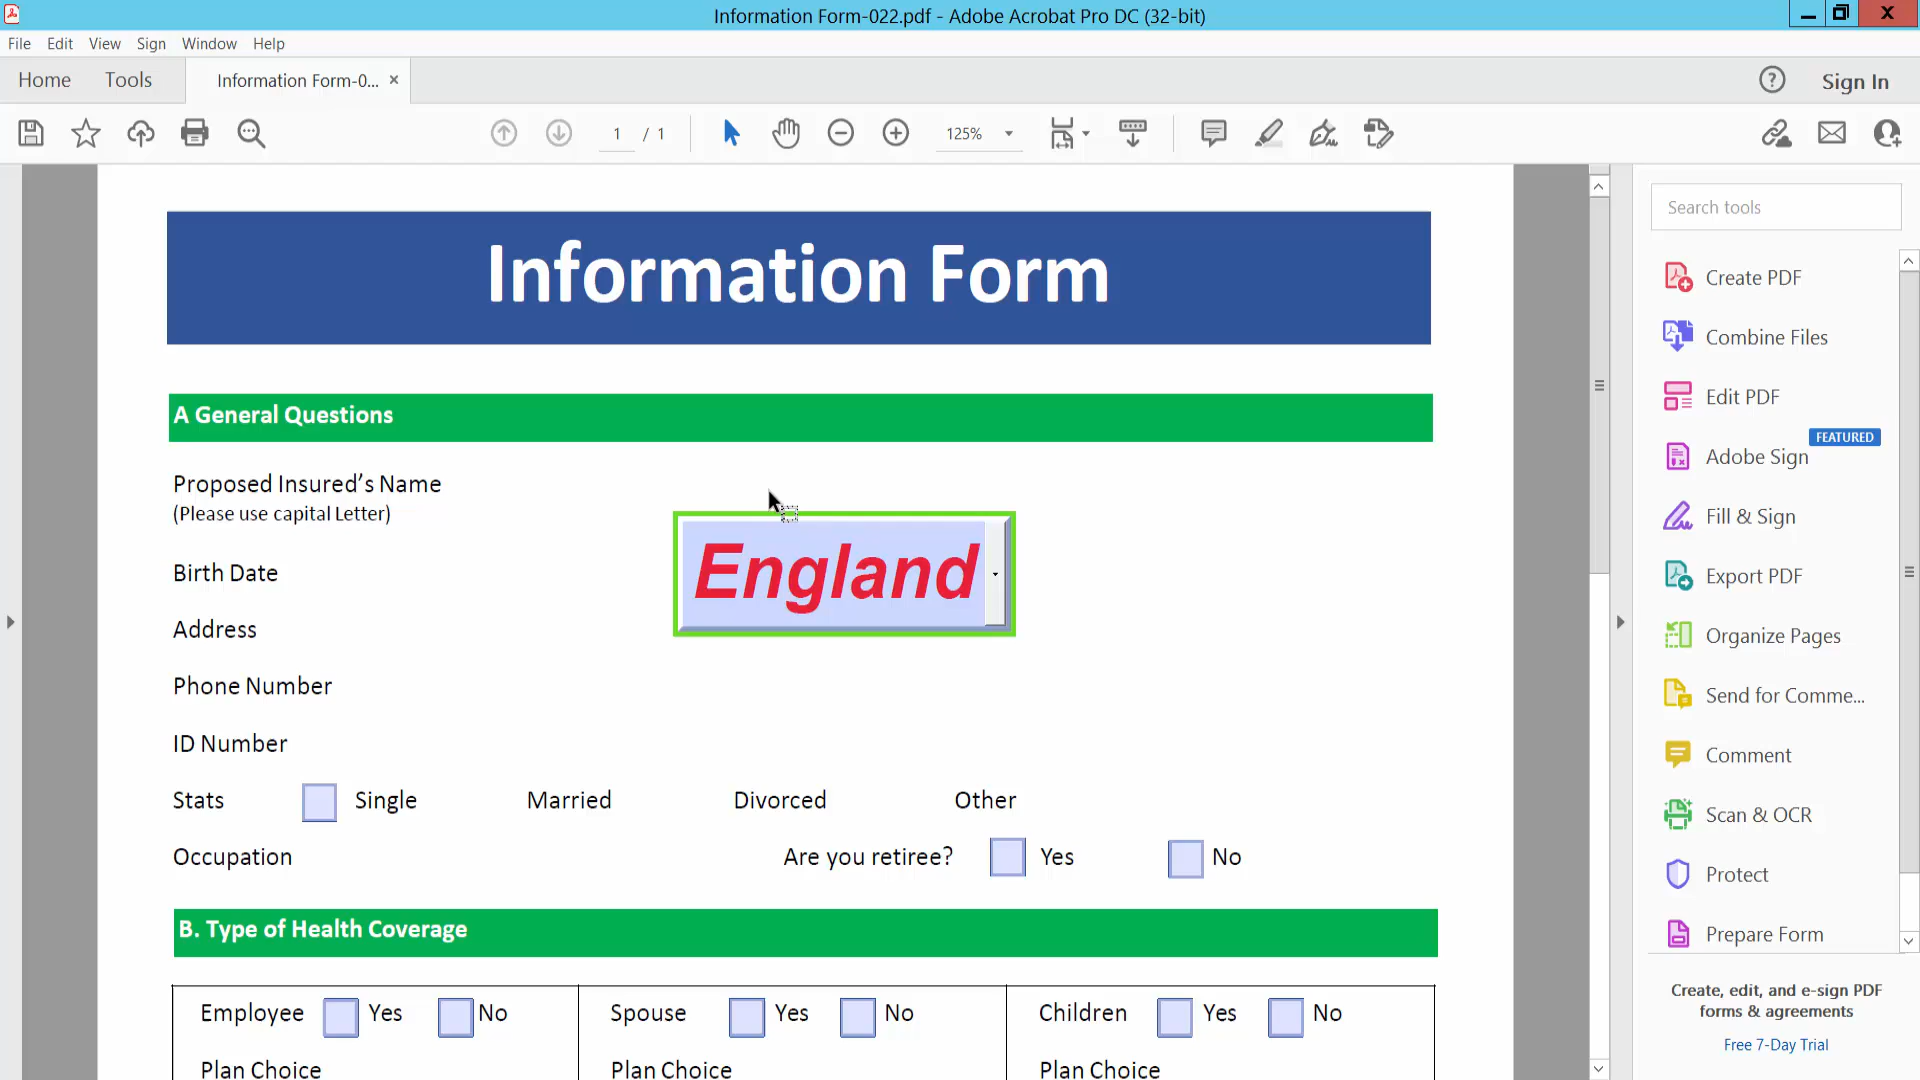 Information Form-022.pdf - Adobe Acrobat Pro DC (32-bit)
File Edit View Sign Window Help
Home Tools Information Form-0... × ? Sign In
1 / 1 125%
Search tools
Information Form
Create PDF
Combine Files
Edit PDF
FEATURED
Adobe Sign
Fill & Sign
Export PDF
Organize Pages
Send for Comme...
Comment
Scan & OCR
Protect
Prepare Form
Create, edit, and e-sign PDF
forms & agreements
Free 7-Day Trial
A General Questions
Proposed Insured’s Name
(Please use capital Letter)
England
Birth Date
Address
Phone Number
ID Number
Stats Single Married Divorced Other
Occupation Are you retiree? Yes No
B. Type of Health Coverage
Employee Yes No Spouse Yes No Children Yes No
Plan Choice Plan Choice Plan Choice